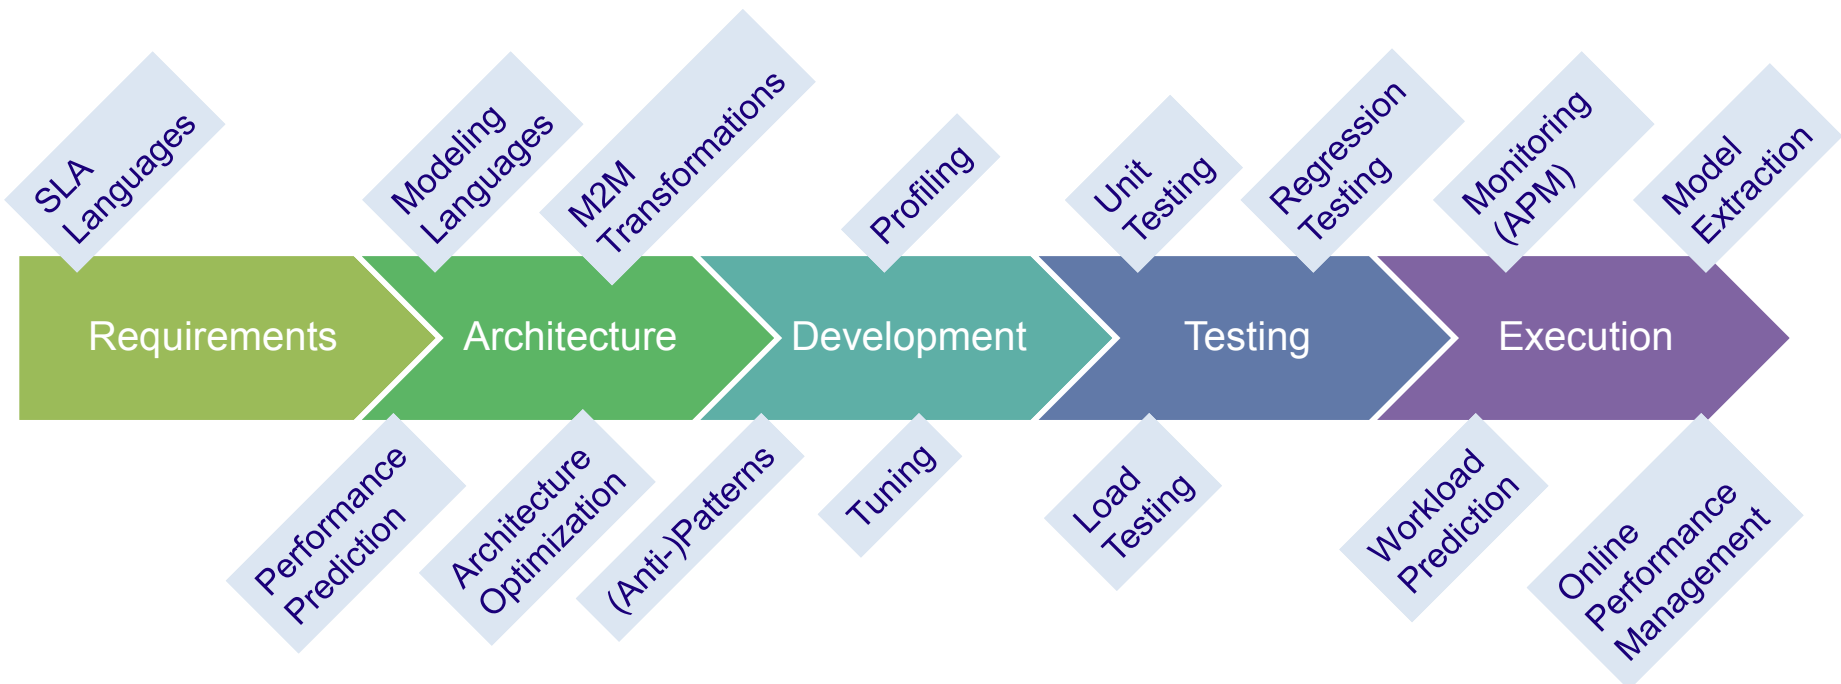 SLA
Languages
Modeling
Languages
M2M
Transformations
Profiling
Unit
Testing
Regression
Testing
Monitoring
(APM)
Model
Extraction
Requirements
Architecture
Development
Testing
Execution
Performance
Prediction
Architecture
Optimization
(Anti-)Patterns
Tuning
Load
Testing
Workload
Prediction
Online
Performance
Management